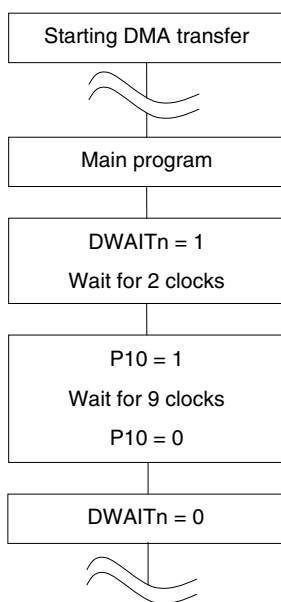 Starting DMA transfer
Main program
DWAITn = 1
Wait for 2 clocks
P10 = 1
Wait for 9 clocks
P10 = 0
DWAITn = 0